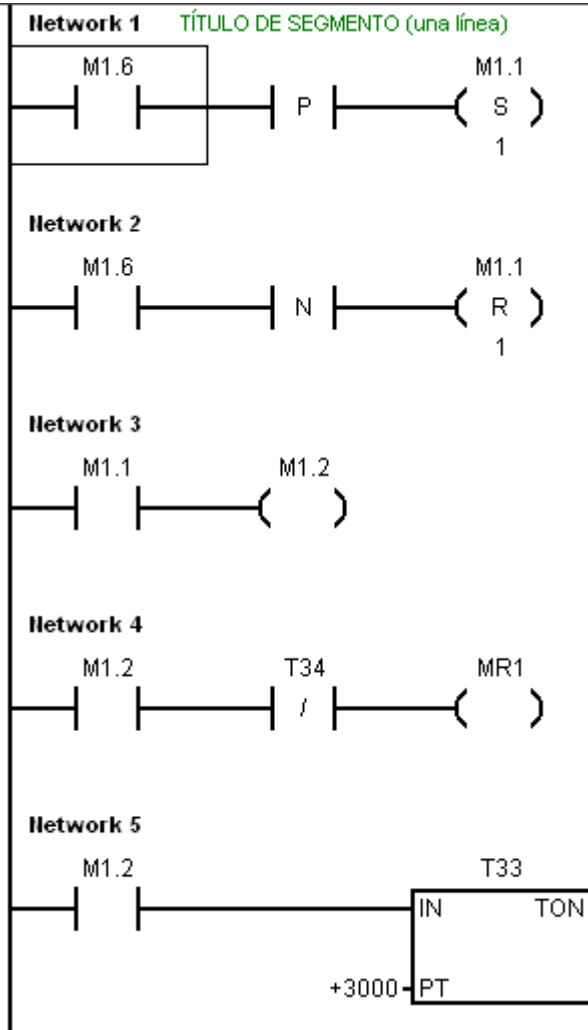 Network 1 TÍTULO DE SEGMENTO (una línea)
M1.6 M1.1
P S
1
Network 2
M1.6 M1.1
N R
1
Network 3
M1.1 M1.2
Network 4
M1.2 T34 MR1
/
Network 5
M1.2 T33
IN TON
+3000 PT